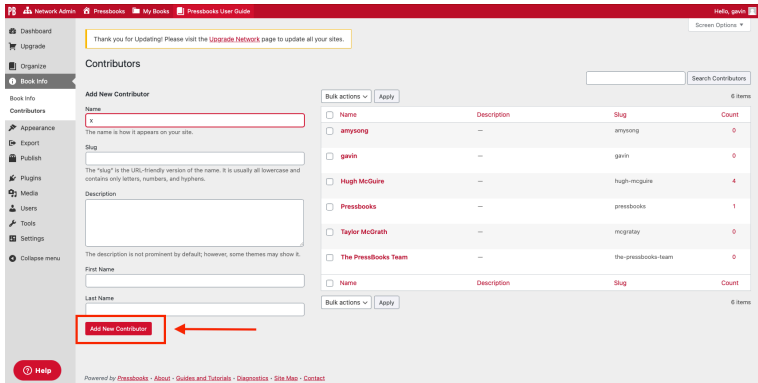 Network Admin Pressbooks My Books Pressbooks User Guide Hello, gavin
Screen Options
Dashboard
Upgrade
Organize
Book Info
Book Info
Contributors
Appearance
Export
Publish
Plugins
Media
Users
Tools
Settings
Collapse menu
Help
Thank you for Updating! Please visit the Upgrade Network page to update all your sites.
Contributors
Search Contributors
Add New Contributor
Name
x
The name is how it appears on your site.
Slug
The "slug" is the URL-friendly version of the name. It is usually all lowercase and
contains only letters, numbers, and hyphens.
Description
The description is not prominent by default; however, some themes may show it.
First Name
Last Name
Add New Contributor
Bulk actions Apply 6 items
Name Description Slug Count
amysong — amysong 0
gavin — gavin 0
Hugh McGuire — hugh-mcguire 4
Pressbooks — pressbooks 1
Taylor McGrath — mcgratay 0
The PressBooks Team — the-pressbooks-team 0
Name Description Slug Count
Bulk actions Apply 6 items
Powered by Pressbooks • About • Guides and Tutorials • Diagnostics • Site Map • Contact